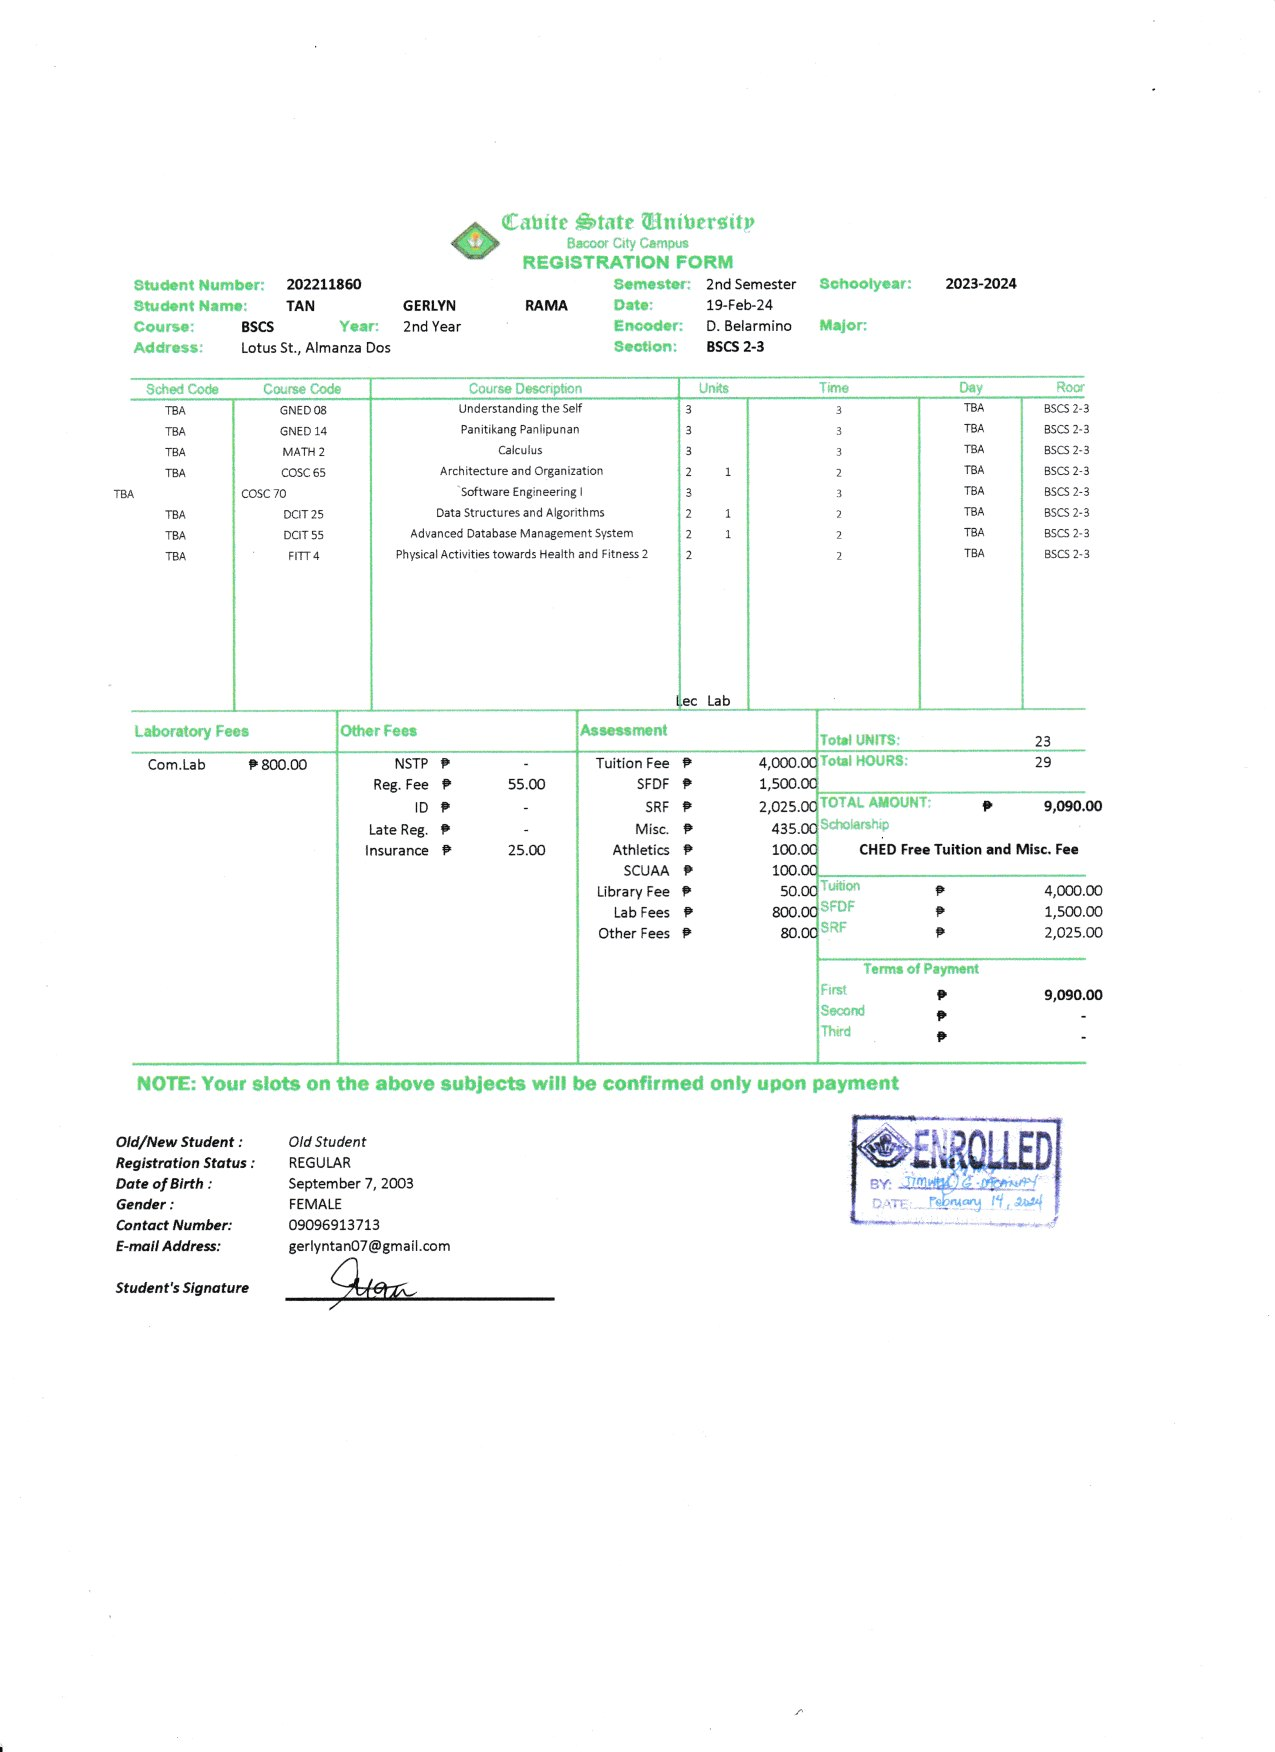 Cavite State University
Bacoor City Campus
REGISTRATION FORM
Student Number: 202211860 Semester: 2nd Semester Schoolyear: 2023-2024
Student Name: TAN GERLYN RAMA Date: 19-Feb-24
Course: BSCS Year: 2nd Year Encoder: D. Belarmino Major:
Address: Lotus St., Almanza Dos Section: BSCS 2-3
Sched Code Course Code Course Description Units Time Day Roor
TBA GNED 08 Understanding the Self 3 3 TBA BSCS 2-3
TBA GNED 14 Panitikang Panlipunan 3 3 TBA BSCS 2-3
TBA MATH 2 Calculus 3 3 TBA BSCS 2-3
TBA COSC 65 Architecture and Organization 2 1 2 TBA BSCS 2-3
TBA COSC 70 Software Engineering I 3 3 TBA BSCS 2-3
TBA DCIT 25 Data Structures and Algorithms 2 1 2 TBA BSCS 2-3
TBA DCIT 55 Advanced Database Management System 2 1 2 TBA BSCS 2-3
TBA FITT 4 Physical Activities towards Health and Fitness 2 2 2 TBA BSCS 2-3
Lec Lab
Laboratory Fees Other Fees Assessment Total UNITS: 23
Com.Lab ₱ 800.00 NSTP ₱ - Tuition Fee ₱ 4,000.00 Total HOURS: 29
Reg. Fee ₱ 55.00 SFDF ₱ 1,500.00
ID ₱ - SRF ₱ 2,025.00 TOTAL AMOUNT: ₱ 9,090.00
Late Reg. ₱ - Misc. ₱ 435.00 Scholarship
Insurance ₱ 25.00 Athletics ₱ 100.00 CHED Free Tuition and Misc. Fee
SCUAA ₱ 100.00
Library Fee ₱ 50.00 Tuition ₱ 4,000.00
Lab Fees ₱ 800.00 SFDF ₱ 1,500.00
Other Fees ₱ 80.00 SRF ₱ 2,025.00
Terms of Payment
First ₱ 9,090.00
Second ₱ -
Third ₱ -
NOTE: Your slots on the above subjects will be confirmed only upon payment
Old/New Student : Old Student
Registration Status : REGULAR
Date of Birth : September 7, 2003
Gender : FEMALE
Contact Number: 09096913713
E-mail Address: gerlyntan07@gmail.com
Student's Signature
ENROLLED
BY:
DATE: February 14, 2024